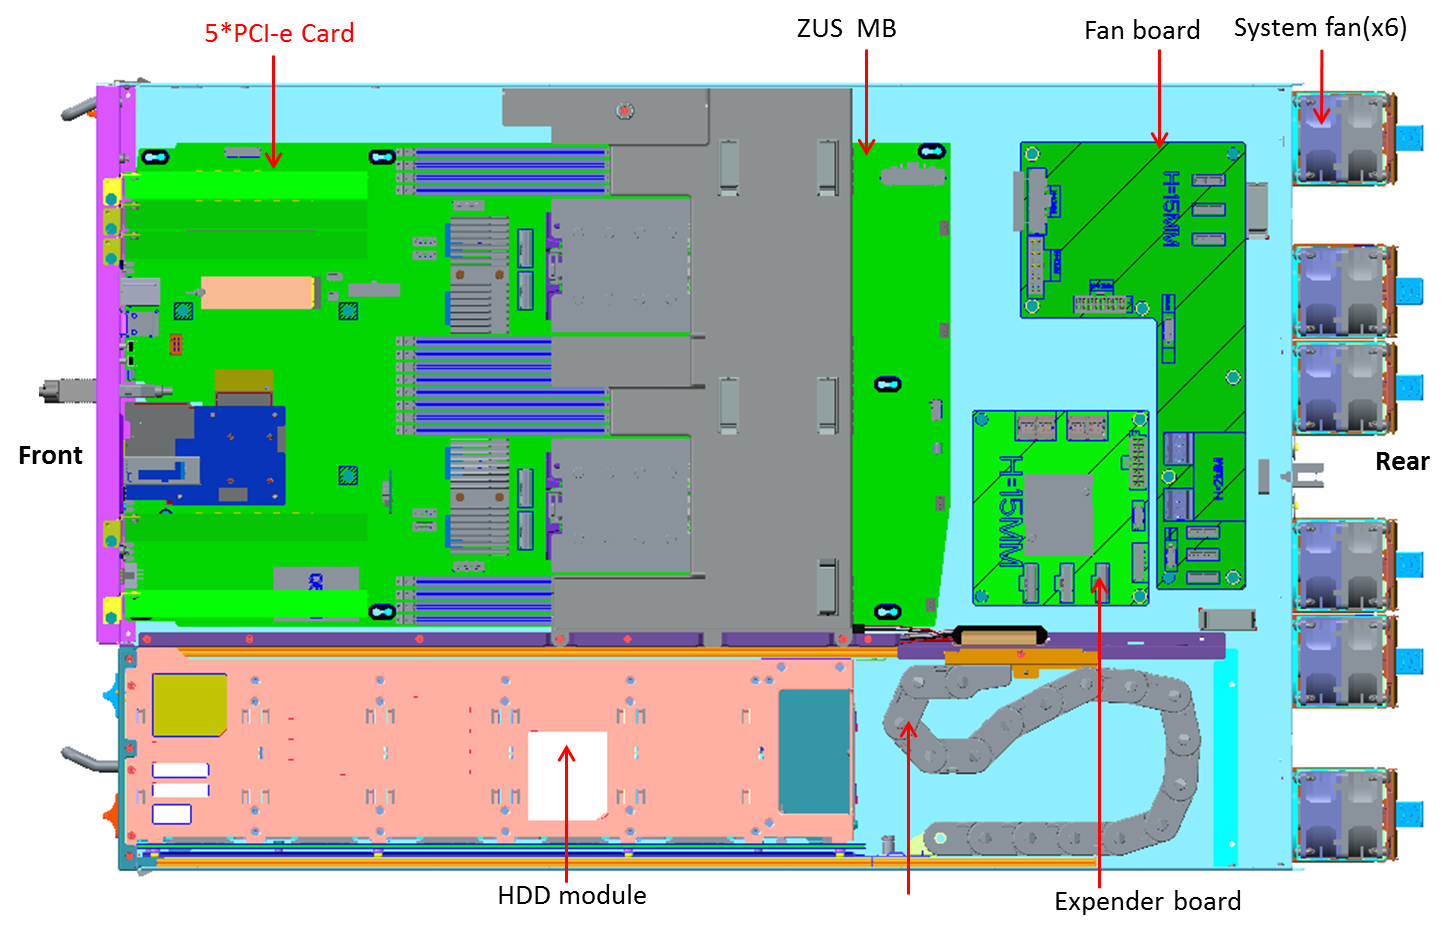 5*PCI-e Card
ZUS MB
Fan board
System fan(x6)
H=15MM
Front
Rear
H=15MM
HDD module
Expender board